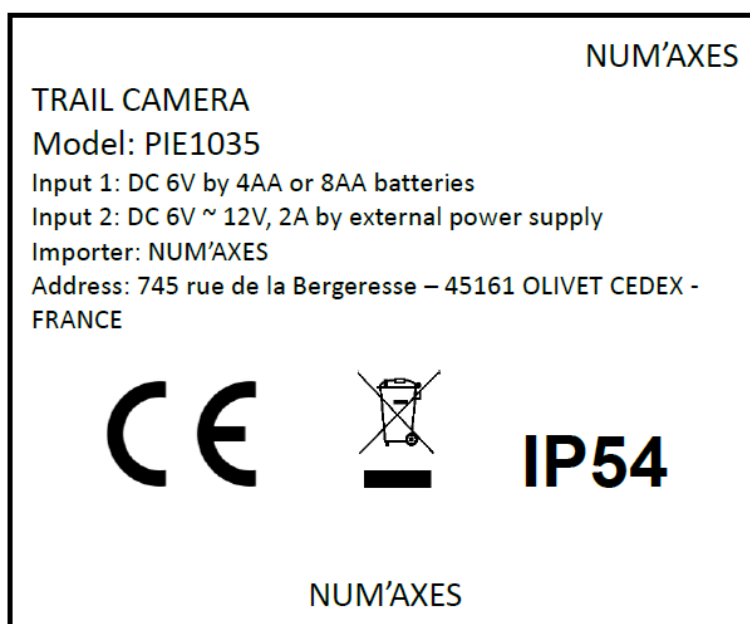 NUM'AXES
TRAIL CAMERA
Model: PIE1035
Input 1: DC 6V by 4AA or 8AA batteries
Input 2: DC 6V ~ 12V, 2A by external power supply
Importer: NUM'AXES
Address: 745 rue de la Bergeresse – 45161 OLIVET CEDEX -
FRANCE
CE
IP54
NUM'AXES